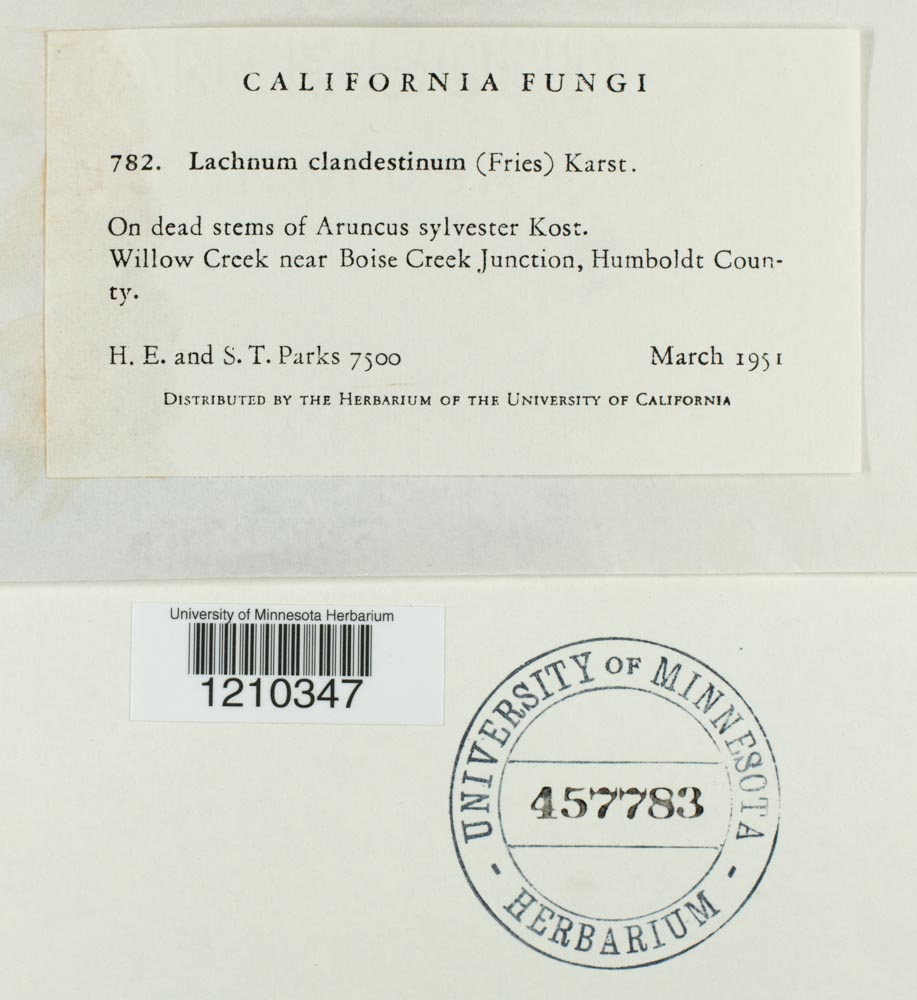 CALIFORNIA FUNGI
782. Lachnum clandestinum (Fries) Karst.
On dead stems of Aruncus sylvester Kost.
Willow Creek near Boise Creek Junction, Humboldt Coun-
ty.
H. E. and S. T. Parks 7500 March 1951
DISTRIBUTED BY THE HERBARIUM OF THE UNIVERSITY OF CALIFORNIA
University of Minnesota Herbarium
1210347
UNIVERSITY OF MINNESOTA
457783
- HERBARIUM -